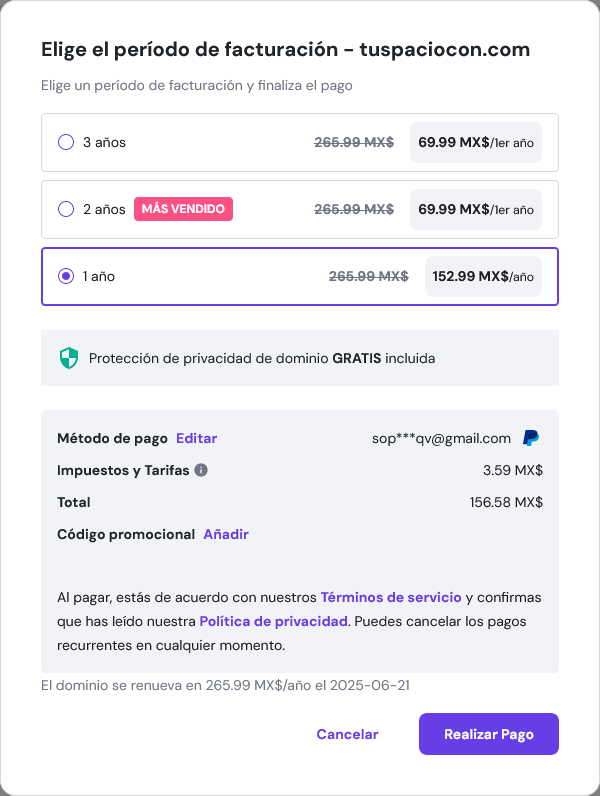 Elige el período de facturación - tuspaciocon.com
Elige un período de facturación y finaliza el pago
3 años 265.99 MX$ 69.99 MX$/1er año
2 años MÁS VENDIDO 265.99 MX$ 69.99 MX$/1er año
1 año 265.99 MX$ 152.99 MX$/año
Protección de privacidad de dominio GRATIS incluida
Método de pago Editar sop***qv@gmail.com
Impuestos y Tarifas 3.59 MX$
Total 156.58 MX$
Código promocional Añadir
Al pagar, estás de acuerdo con nuestros Términos de servicio y confirmas
que has leído nuestra Política de privacidad. Puedes cancelar los pagos
recurrentes en cualquier momento.
El dominio se renueva en 265.99 MX$/año el 2025-06-21
Cancelar Realizar Pago